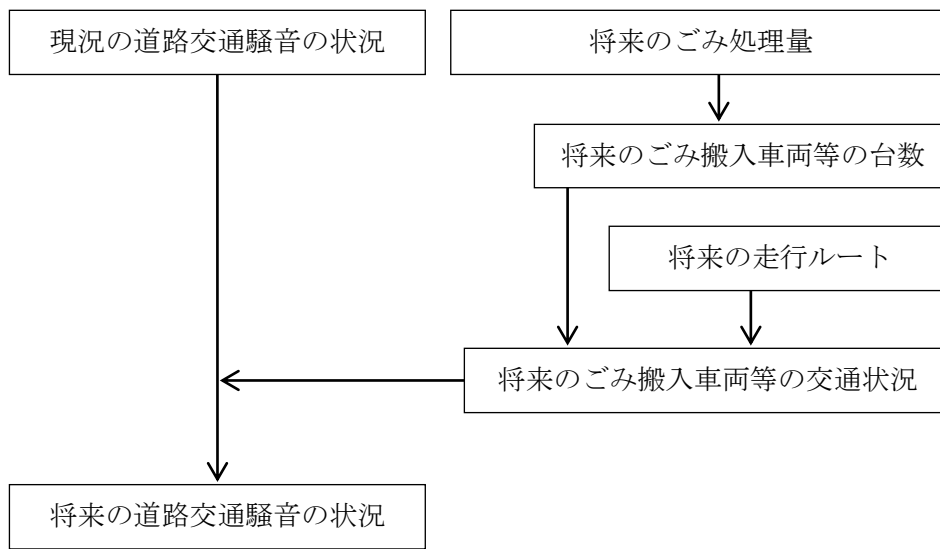 現況の道路交通騒音の状況
将来のごみ処理量
将来のごみ搬入車両等の台数
将来の走行ルート
将来のごみ搬入車両等の交通状況
将来の道路交通騒音の状況